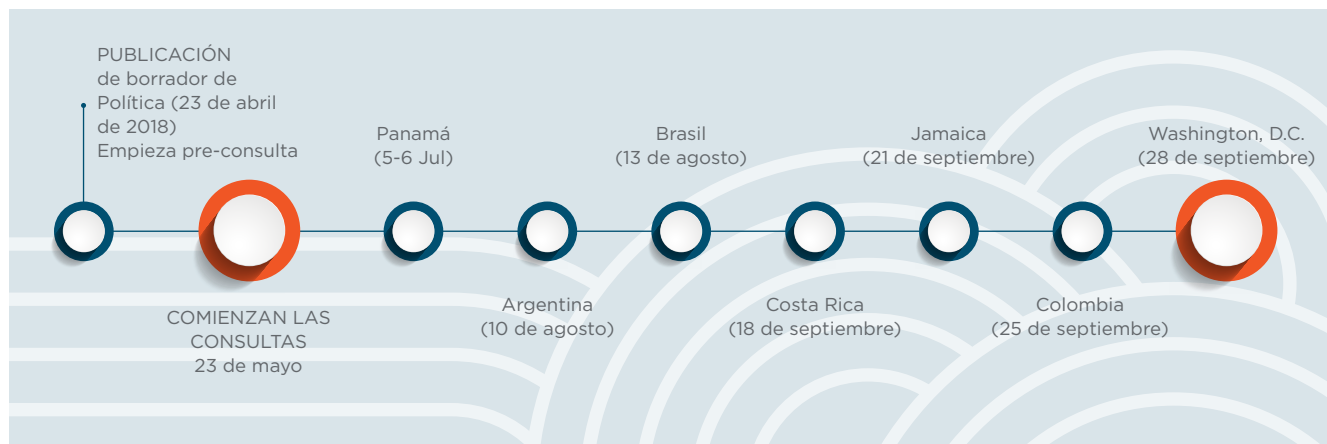 PUBLICACIÓN
de borrador de
Política (23 de abril
de 2018)
Empieza pre-consulta
COMIENZAN LAS
CONSULTAS
23 de mayo
Panamá
(5-6 Jul)
Argentina
(10 de agosto)
Brasil
(13 de agosto)
Costa Rica
(18 de septiembre)
Jamaica
(21 de septiembre)
Colombia
(25 de septiembre)
Washington, D.C.
(28 de septiembre)